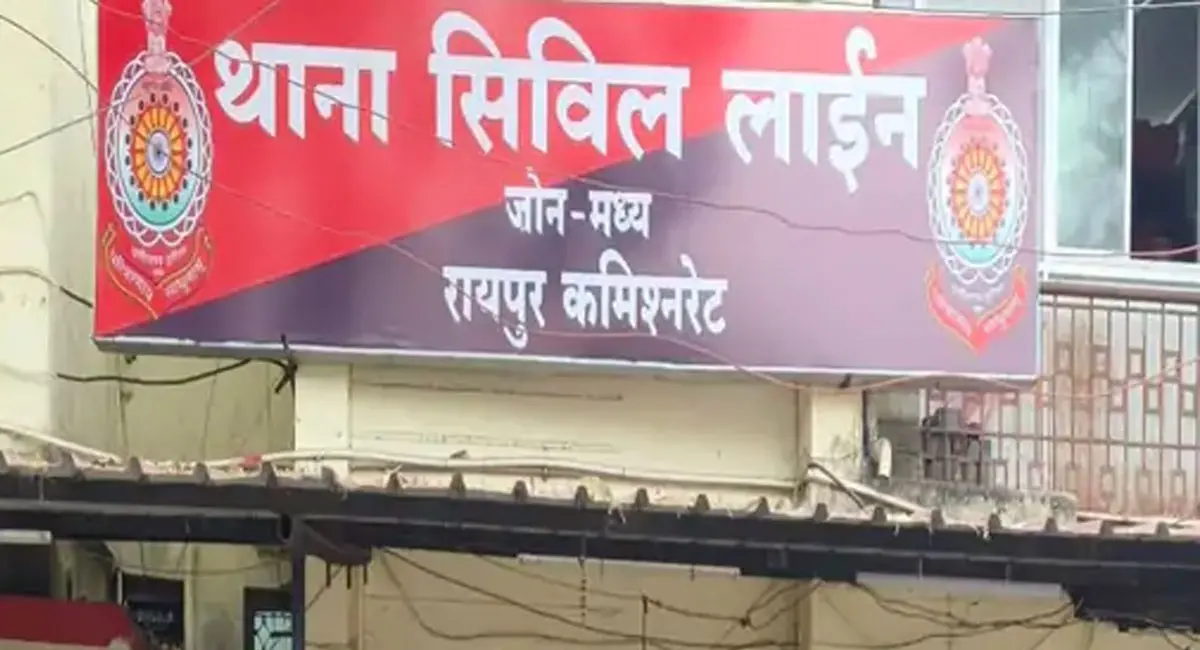 थाना सिविल लाईन
जोन-मध्य
रायपुर कमिश्नरेट